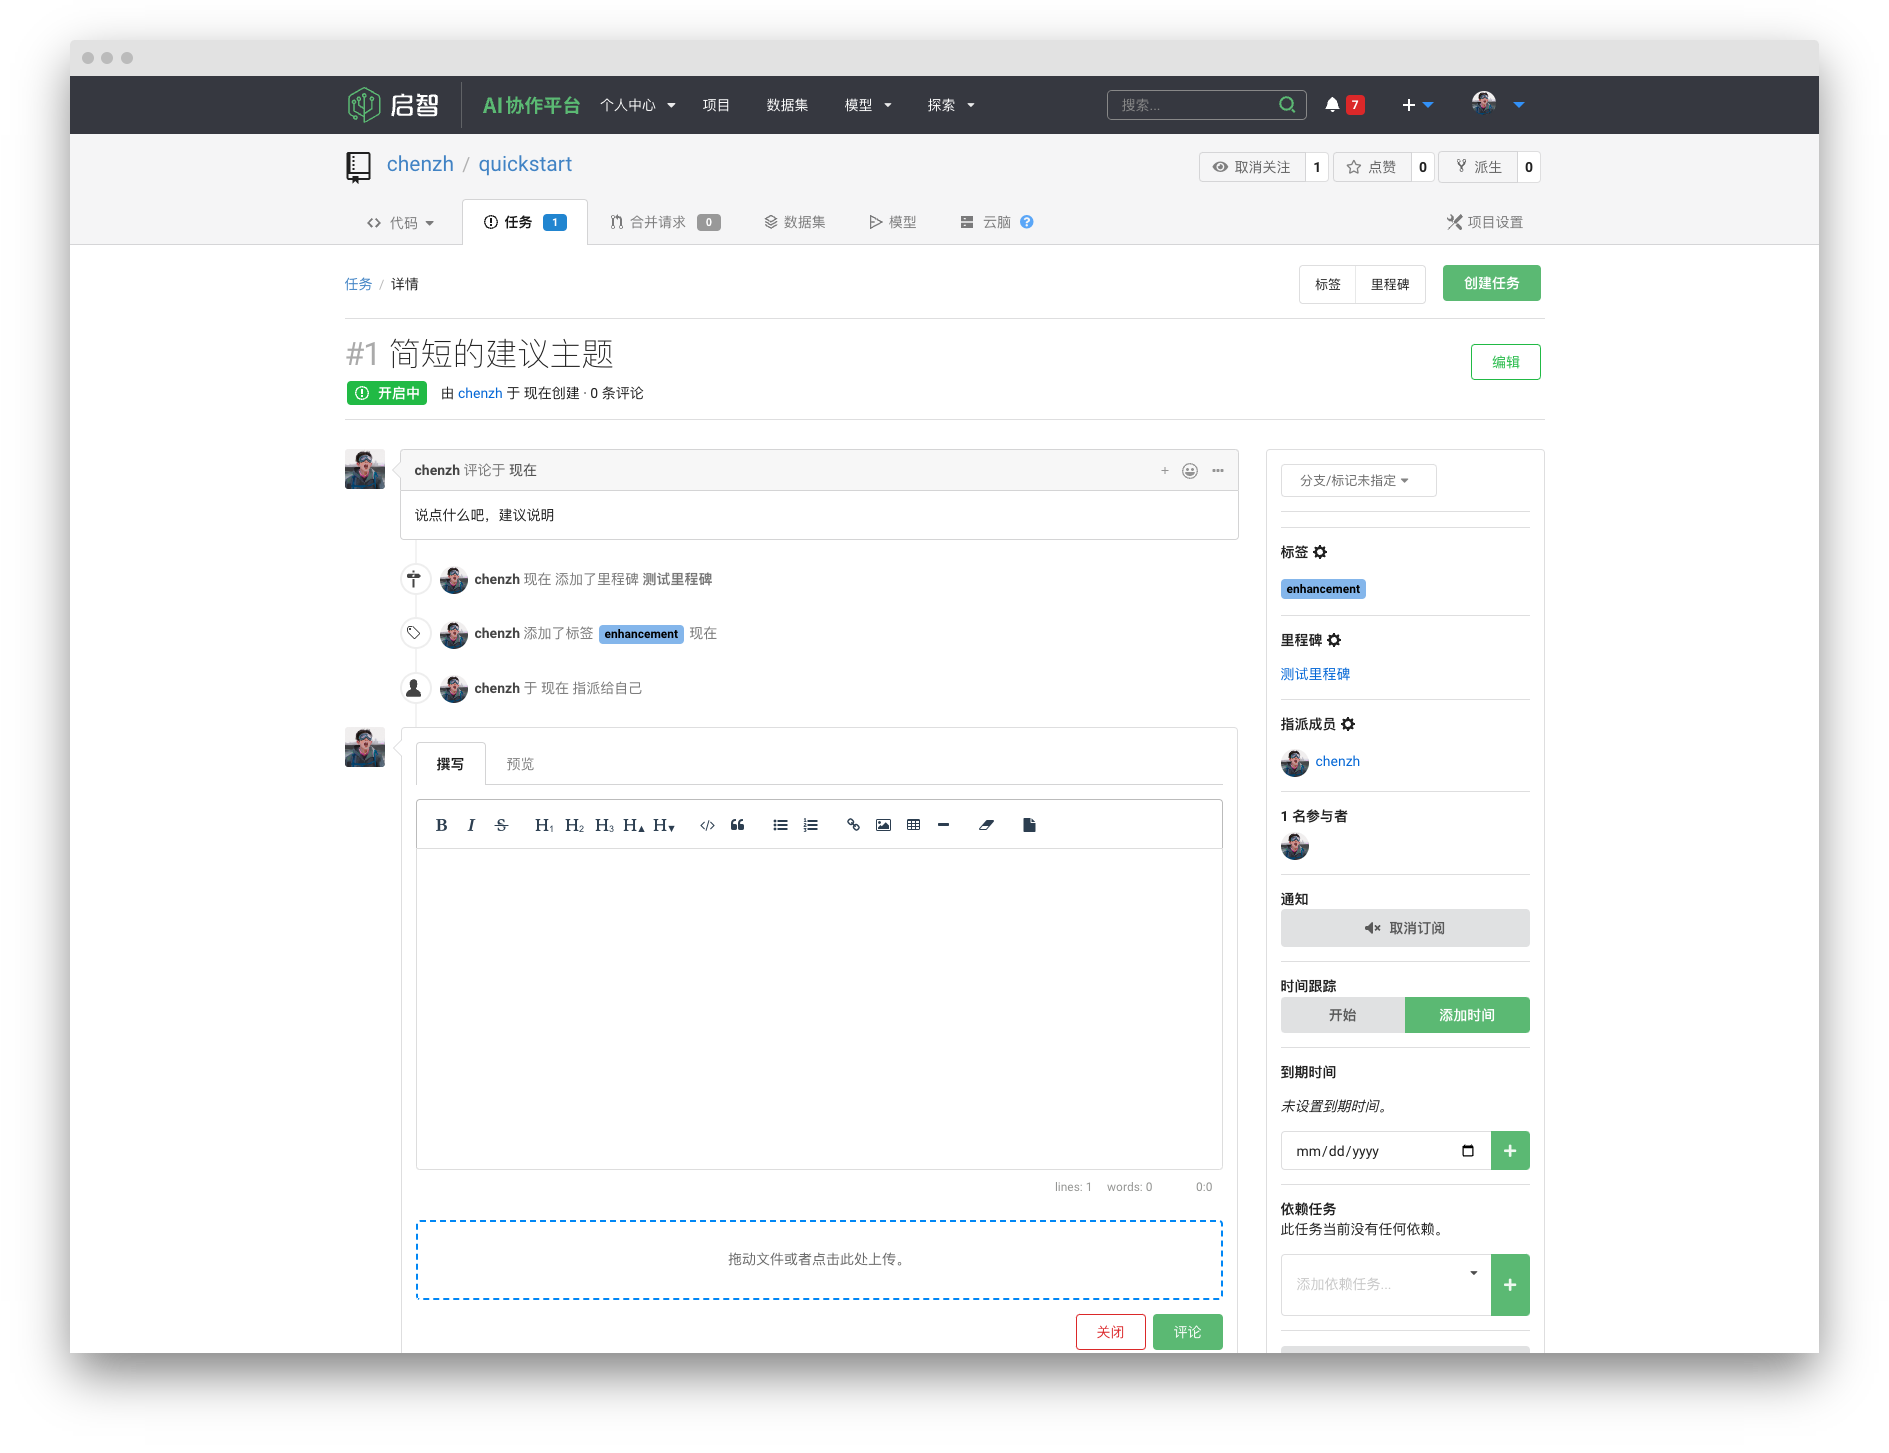 启智 AI协作平台 个人中心 项目 数据集 模型 探索 搜索... 7
chenzh / quickstart 取消关注 1 点赞 0 派生 0
代码 任务 1 合并请求 0 数据集 模型 云脑 ? 项目设置
任务 / 详情 标签 里程碑 创建任务
#1 简短的建议主题 编辑
开启中 由 chenzh 于 现在创建 · 0 条评论
chenzh 评论于 现在
说点什么吧，建议说明
chenzh 现在 添加了里程碑 测试里程碑
chenzh 添加了标签 enhancement 现在
chenzh 于 现在 指派给自己
撰写 预览
B I S H1 H2 H3 H▲ H▼
lines: 1 words: 0 0:0
拖动文件或者点击此处上传。
关闭 评论
分支/标记未指定
标签
enhancement
里程碑
测试里程碑
指派成员
chenzh
1 名参与者
通知
取消订阅
时间跟踪
开始 添加时间
到期时间
未设置到期时间。
mm/dd/yyyy
依赖任务
此任务当前没有任何依赖。
添加依赖任务...